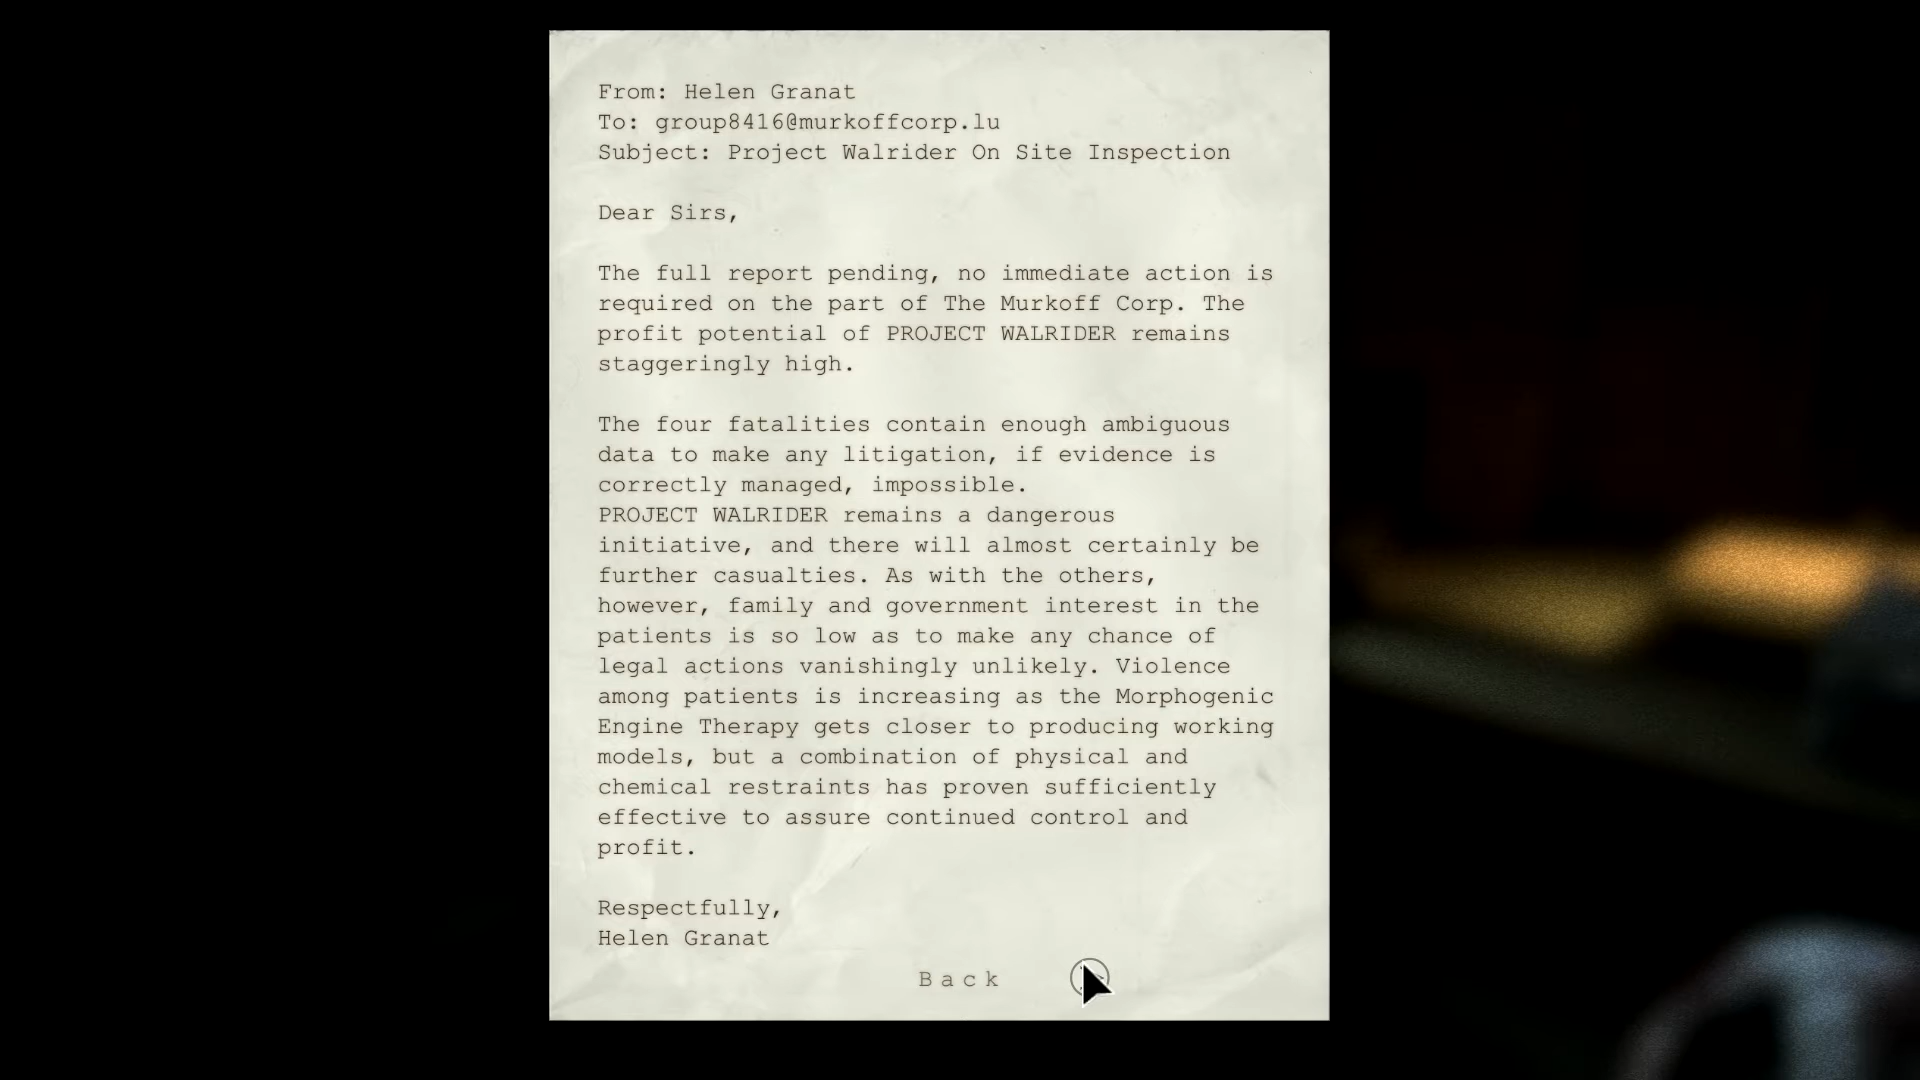 From: Helen Granat
To: group8416@murkoffcorp.lu
Subject: Project Walrider On Site Inspection
Dear Sirs,
The full report pending, no immediate action is
required on the part of The Murkoff Corp. The
profit potential of PROJECT WALRIDER remains
staggeringly high.
The four fatalities contain enough ambiguous
data to make any litigation, if evidence is
correctly managed, impossible.
PROJECT WALRIDER remains a dangerous
initiative, and there will almost certainly be
further casualties. As with the others,
however, family and government interest in the
patients is so low as to make any chance of
legal actions vanishingly unlikely. Violence
among patients is increasing as the Morphogenic
Engine Therapy gets closer to producing working
models, but a combination of physical and
chemical restraints has proven sufficiently
effective to assure continued control and
profit.
Respectfully,
Helen Granat
Back